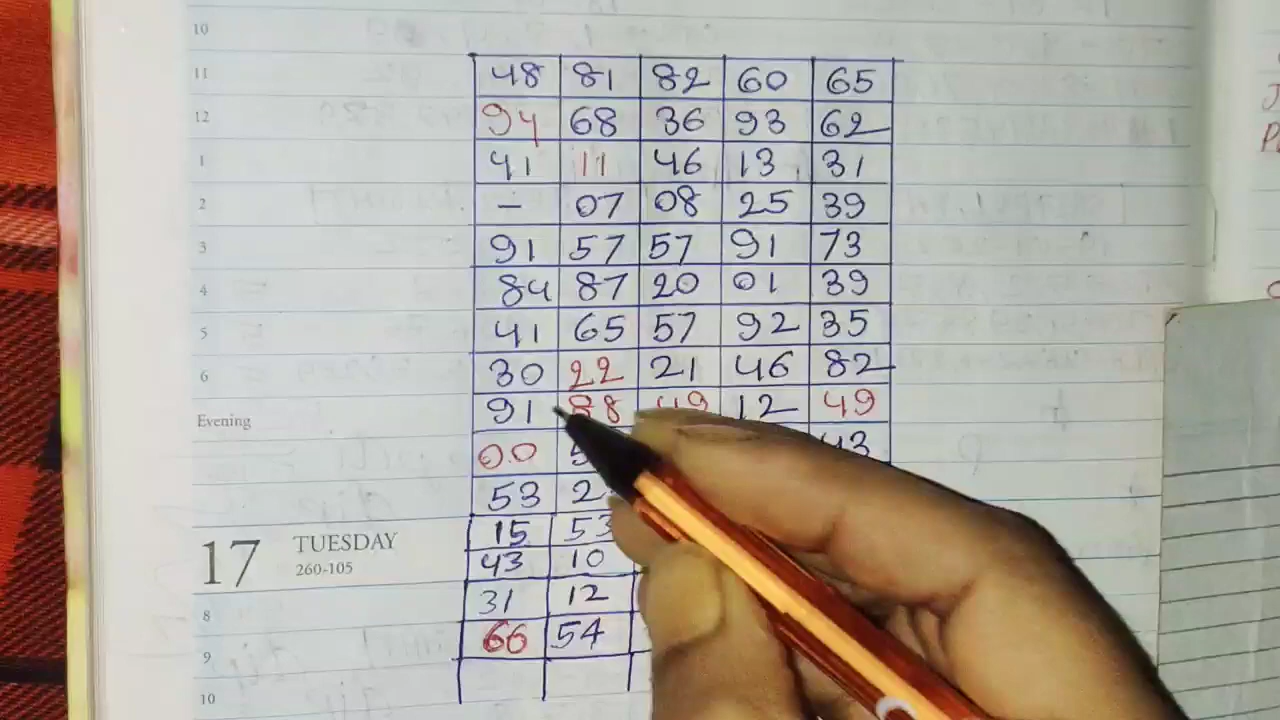 10
11 48 81 82 60 65
12 94 68 36 93 62
1 41 11 46 13 31
2 - 07 08 25 39
3 91 57 57 91 73
4 84 87 20 01 39
5 41 65 57 92 35
6 30 22 21 46 82
Evening 91 88 49 12 49
00 43
53
17 TUESDAY 15 53
260-105 43 10
8 31 12
9 66 54
10